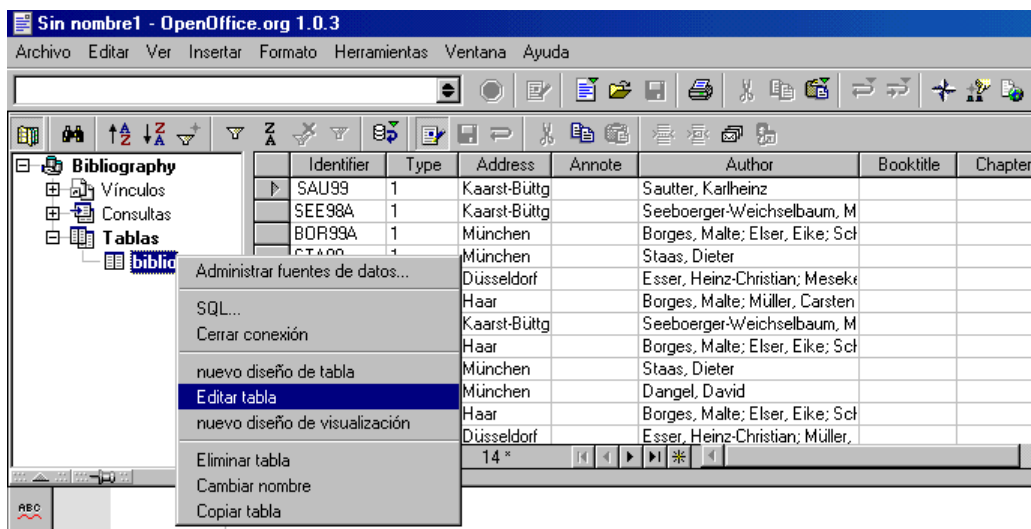 Sin nombre1 - OpenOffice.org 1.0.3
Archivo Editar Ver Insertar Formato Herramientas Ventana Ayuda
Bibliography
Vínculos
Consultas
Tablas
biblio
Identifier Type Address Annote Author Booktitle Chapter
SAU99 1 Kaarst-Büttg Sautter, Karlheinz
SEE98A 1 Kaarst-Büttg Seeboerger-Weichselbaum, M
BOR99A 1 München Borges, Malte; Elser, Eike; Sch
München Staas, Dieter
Düsseldorf Esser, Heinz-Christian; Meseke
Haar Borges, Malte; Müller, Carsten
Kaarst-Büttg Seeboerger-Weichselbaum, M
Haar Borges, Malte; Elser, Eike; Sch
München Staas, Dieter
München Dangel, David
Haar Borges, Malte; Elser, Eike; Sch
Düsseldorf Esser, Heinz-Christian; Müller,
14 *
Administrar fuentes de datos...
SQL...
Cerrar conexión
nuevo diseño de tabla
Editar tabla
nuevo diseño de visualización
Eliminar tabla
Cambiar nombre
Copiar tabla
ABC